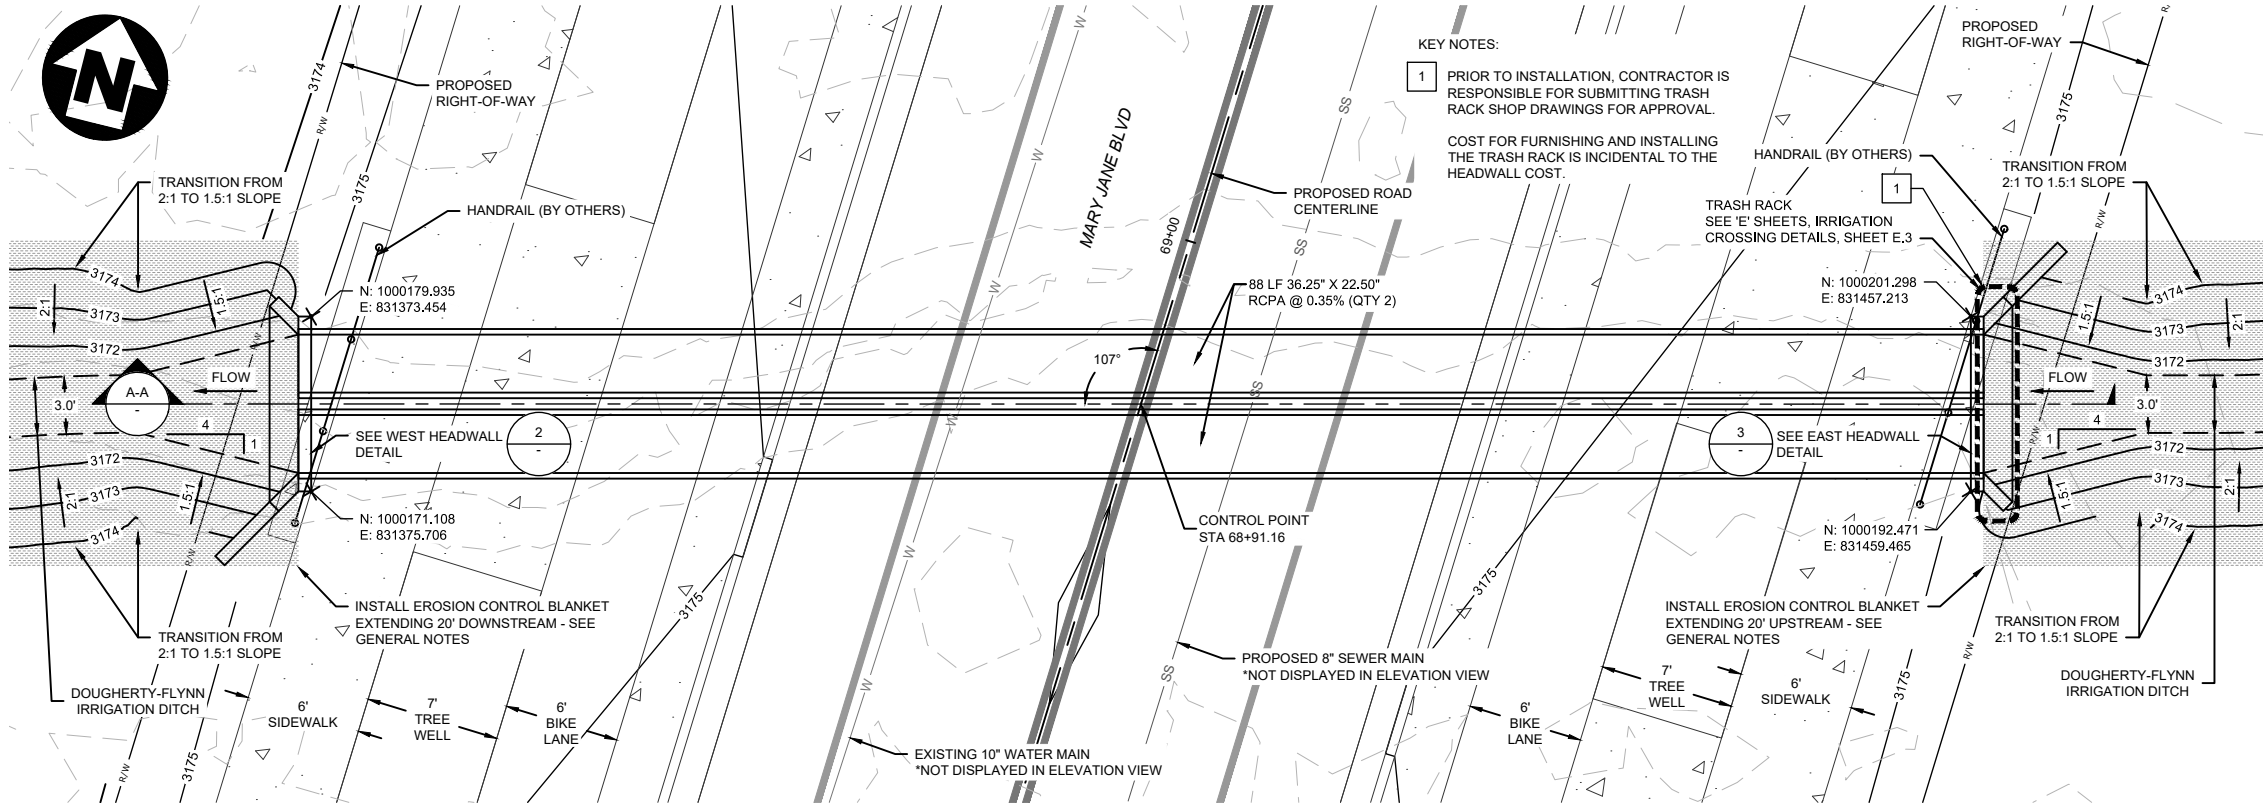 N
3174
R/W
3175
PROPOSED
RIGHT-OF-WAY
TRANSITION FROM
2:1 TO 1.5:1 SLOPE
HANDRAIL (BY OTHERS)
N: 1000179.935
E: 831373.454
3174
3173
3172
2:1
1.5:1
R/W
A-A
-
FLOW
3.0'
4
1
SEE WEST HEADWALL
DETAIL
2
-
3172
3173
3174
2:1
1.5:1
R/W
N: 1000171.108
E: 831375.706
INSTALL EROSION CONTROL BLANKET
EXTENDING 20' DOWNSTREAM - SEE
GENERAL NOTES
TRANSITION FROM
2:1 TO 1.5:1 SLOPE
DOUGHERTY-FLYNN
IRRIGATION DITCH
R/W
3175
6'
SIDEWALK
7'
TREE
WELL
6'
BIKE
LANE
3175
W
W
W
W
W
W
MARY JANE BLVD
69+00
107°
PROPOSED ROAD
CENTERLINE
88 LF 36.25" X 22.50"
RCPA @ 0.35% (QTY 2)
CONTROL POINT
STA 68+91.16
SS
SS
SS
SS
PROPOSED 8" SEWER MAIN
*NOT DISPLAYED IN ELEVATION VIEW
EXISTING 10" WATER MAIN
*NOT DISPLAYED IN ELEVATION VIEW
KEY NOTES:
1
PRIOR TO INSTALLATION, CONTRACTOR IS
RESPONSIBLE FOR SUBMITTING TRASH
RACK SHOP DRAWINGS FOR APPROVAL.
COST FOR FURNISHING AND INSTALLING
THE TRASH RACK IS INCIDENTAL TO THE
HEADWALL COST.
PROPOSED
RIGHT-OF-WAY
R/W
3175
R/W
HANDRAIL (BY OTHERS)
1
TRASH RACK
SEE 'E' SHEETS, IRRIGATION
CROSSING DETAILS, SHEET E.3
TRANSITION FROM
2:1 TO 1.5:1 SLOPE
N: 1000201.298
E: 831457.213
3174
3173
3172
1.5:1
2:1
FLOW
3.0'
4
1
3
-
SEE EAST HEADWALL
DETAIL
R/W
3172
3173
3174
1.5:1
2:1
N: 1000192.471
E: 831459.465
3175
INSTALL EROSION CONTROL BLANKET
EXTENDING 20' UPSTREAM - SEE
GENERAL NOTES
TRANSITION FROM
2:1 TO 1.5:1 SLOPE
R/W
3175
6'
BIKE
LANE
7'
TREE
WELL
6'
SIDEWALK
DOUGHERTY-FLYNN
IRRIGATION DITCH